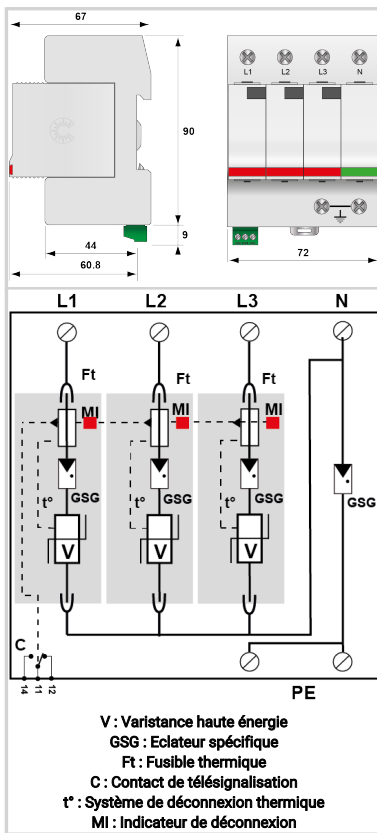 67
L1 L2 L3 N
90
9
44
60.8
72
L1 L2 L3 N
Ft Ft Ft
MI MI MI
t° GSG t° GSG t° GSG GSG
V V V
C
14 11 12
PE
V : Varistance haute énergie
GSG : Eclateur spécifique
Ft : Fusible thermique
C : Contact de télésignalisation
t° : Système de déconnexion thermique
MI : Indicateur de déconnexion